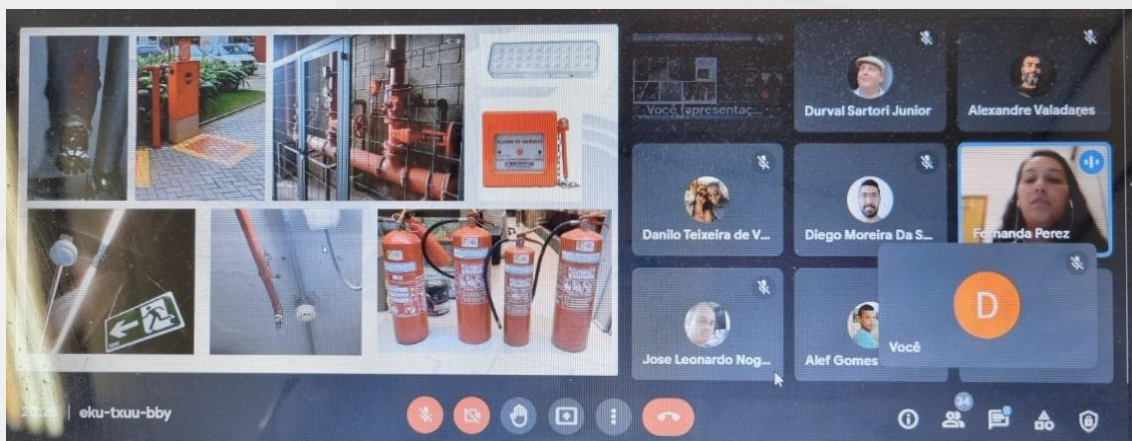 Você (apresentaç...
Durval Sartori Junior
Alexandre Valadares
Danilo Teixeira de V...
Diego Moreira Da S...
Fernanda Perez
Jose Leonardo Nog...
Alef Gomes
Você
D
20:25 | eku-txuu-bby
34